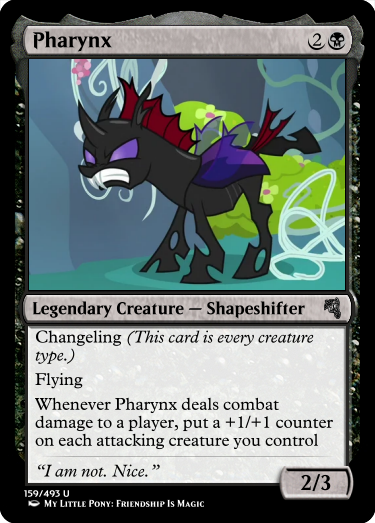 Pharynx 2
Legendary Creature — Shapeshifter
Changeling (This card is every creature
type.)
Flying
Whenever Pharynx deals combat
damage to a player, put a +1/+1 counter
on each attacking creature you control
“I am not. Nice.”
2/3
159/493 U
My Little Pony: Friendship Is Magic